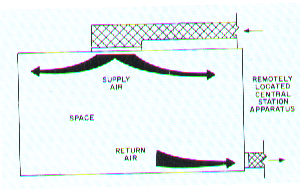 SUPPLY
AIR
REMOTELY
LOCATED
CENTRAL
STATION
APPARATUS
SPACE
RETURN
AIR